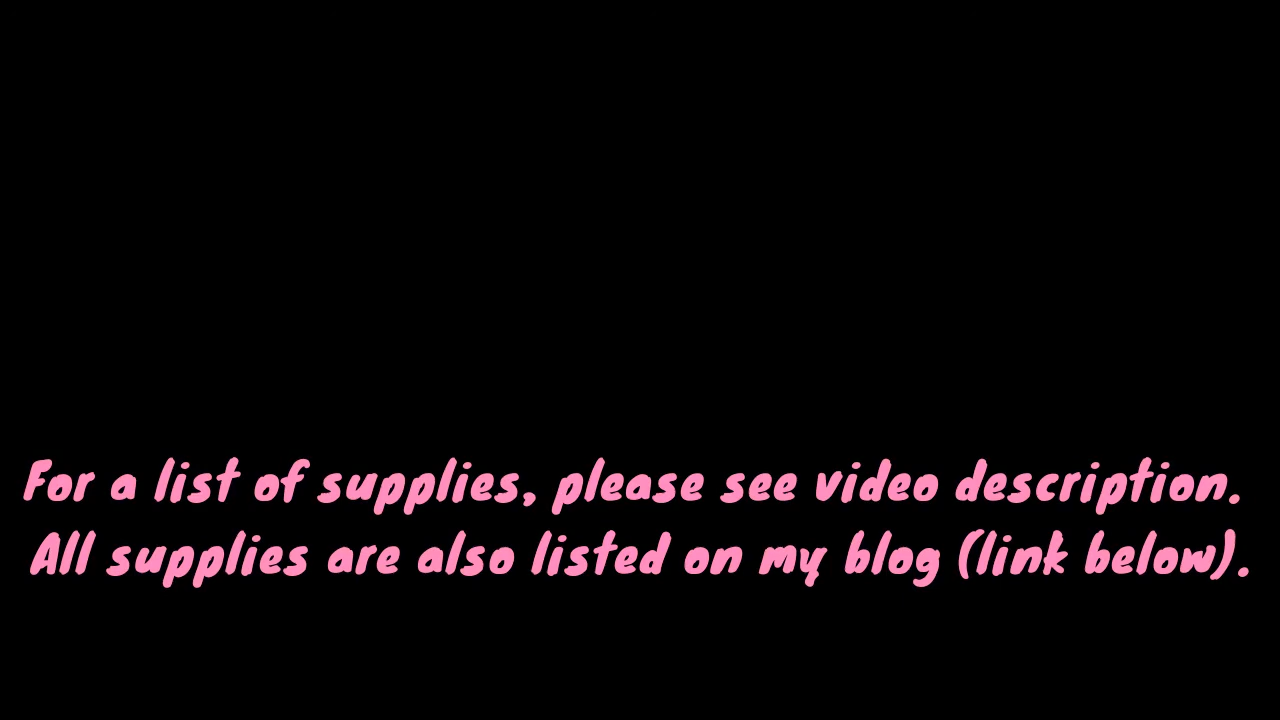 For a list of supplies, please see video description.
All supplies are also listed on my blog (link below).